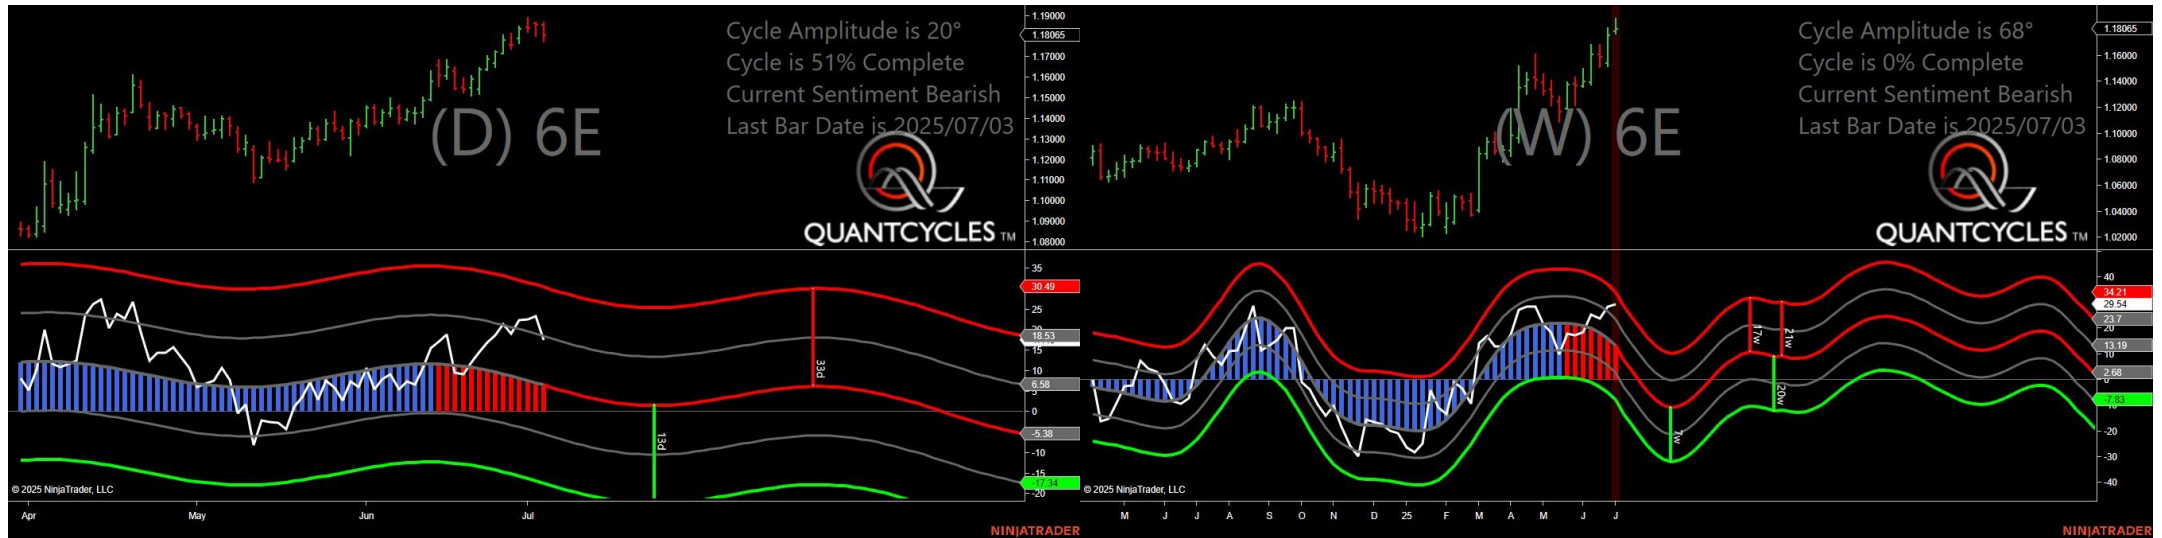 Cycle Amplitude is 20°
Cycle is 51% Complete
Current Sentiment Bearish
Last Bar Date is 2025/07/03
(D) 6E
QUANTCYCLES TM
1.19000
1.18065
1.17000
1.16000
1.15000
1.14000
1.13000
1.12000
1.11000
1.10000
1.09000
1.08000
35
30.49
25
18.53
15
10
6.58
5
0
-5.38
-10
-15
-17.34
-20
33d
13d
© 2025 NinjaTrader, LLC
Apr May Jun Jul
NINJATRADER
Cycle Amplitude is 68°
Cycle is 0% Complete
Current Sentiment Bearish
Last Bar Date is 2025/07/03
(W) 6E
QUANTCYCLES TM
1.18065
1.16000
1.14000
1.12000
1.10000
1.08000
1.06000
1.04000
1.02000
40
34.21
29.54
23.7
20
13.19
10
2.68
0
-7.83
-20
-30
-40
17w
21w
20w
7w
© 2025 NinjaTrader, LLC
M J J A S O N D 25 F M A M J J
NINJATRADER